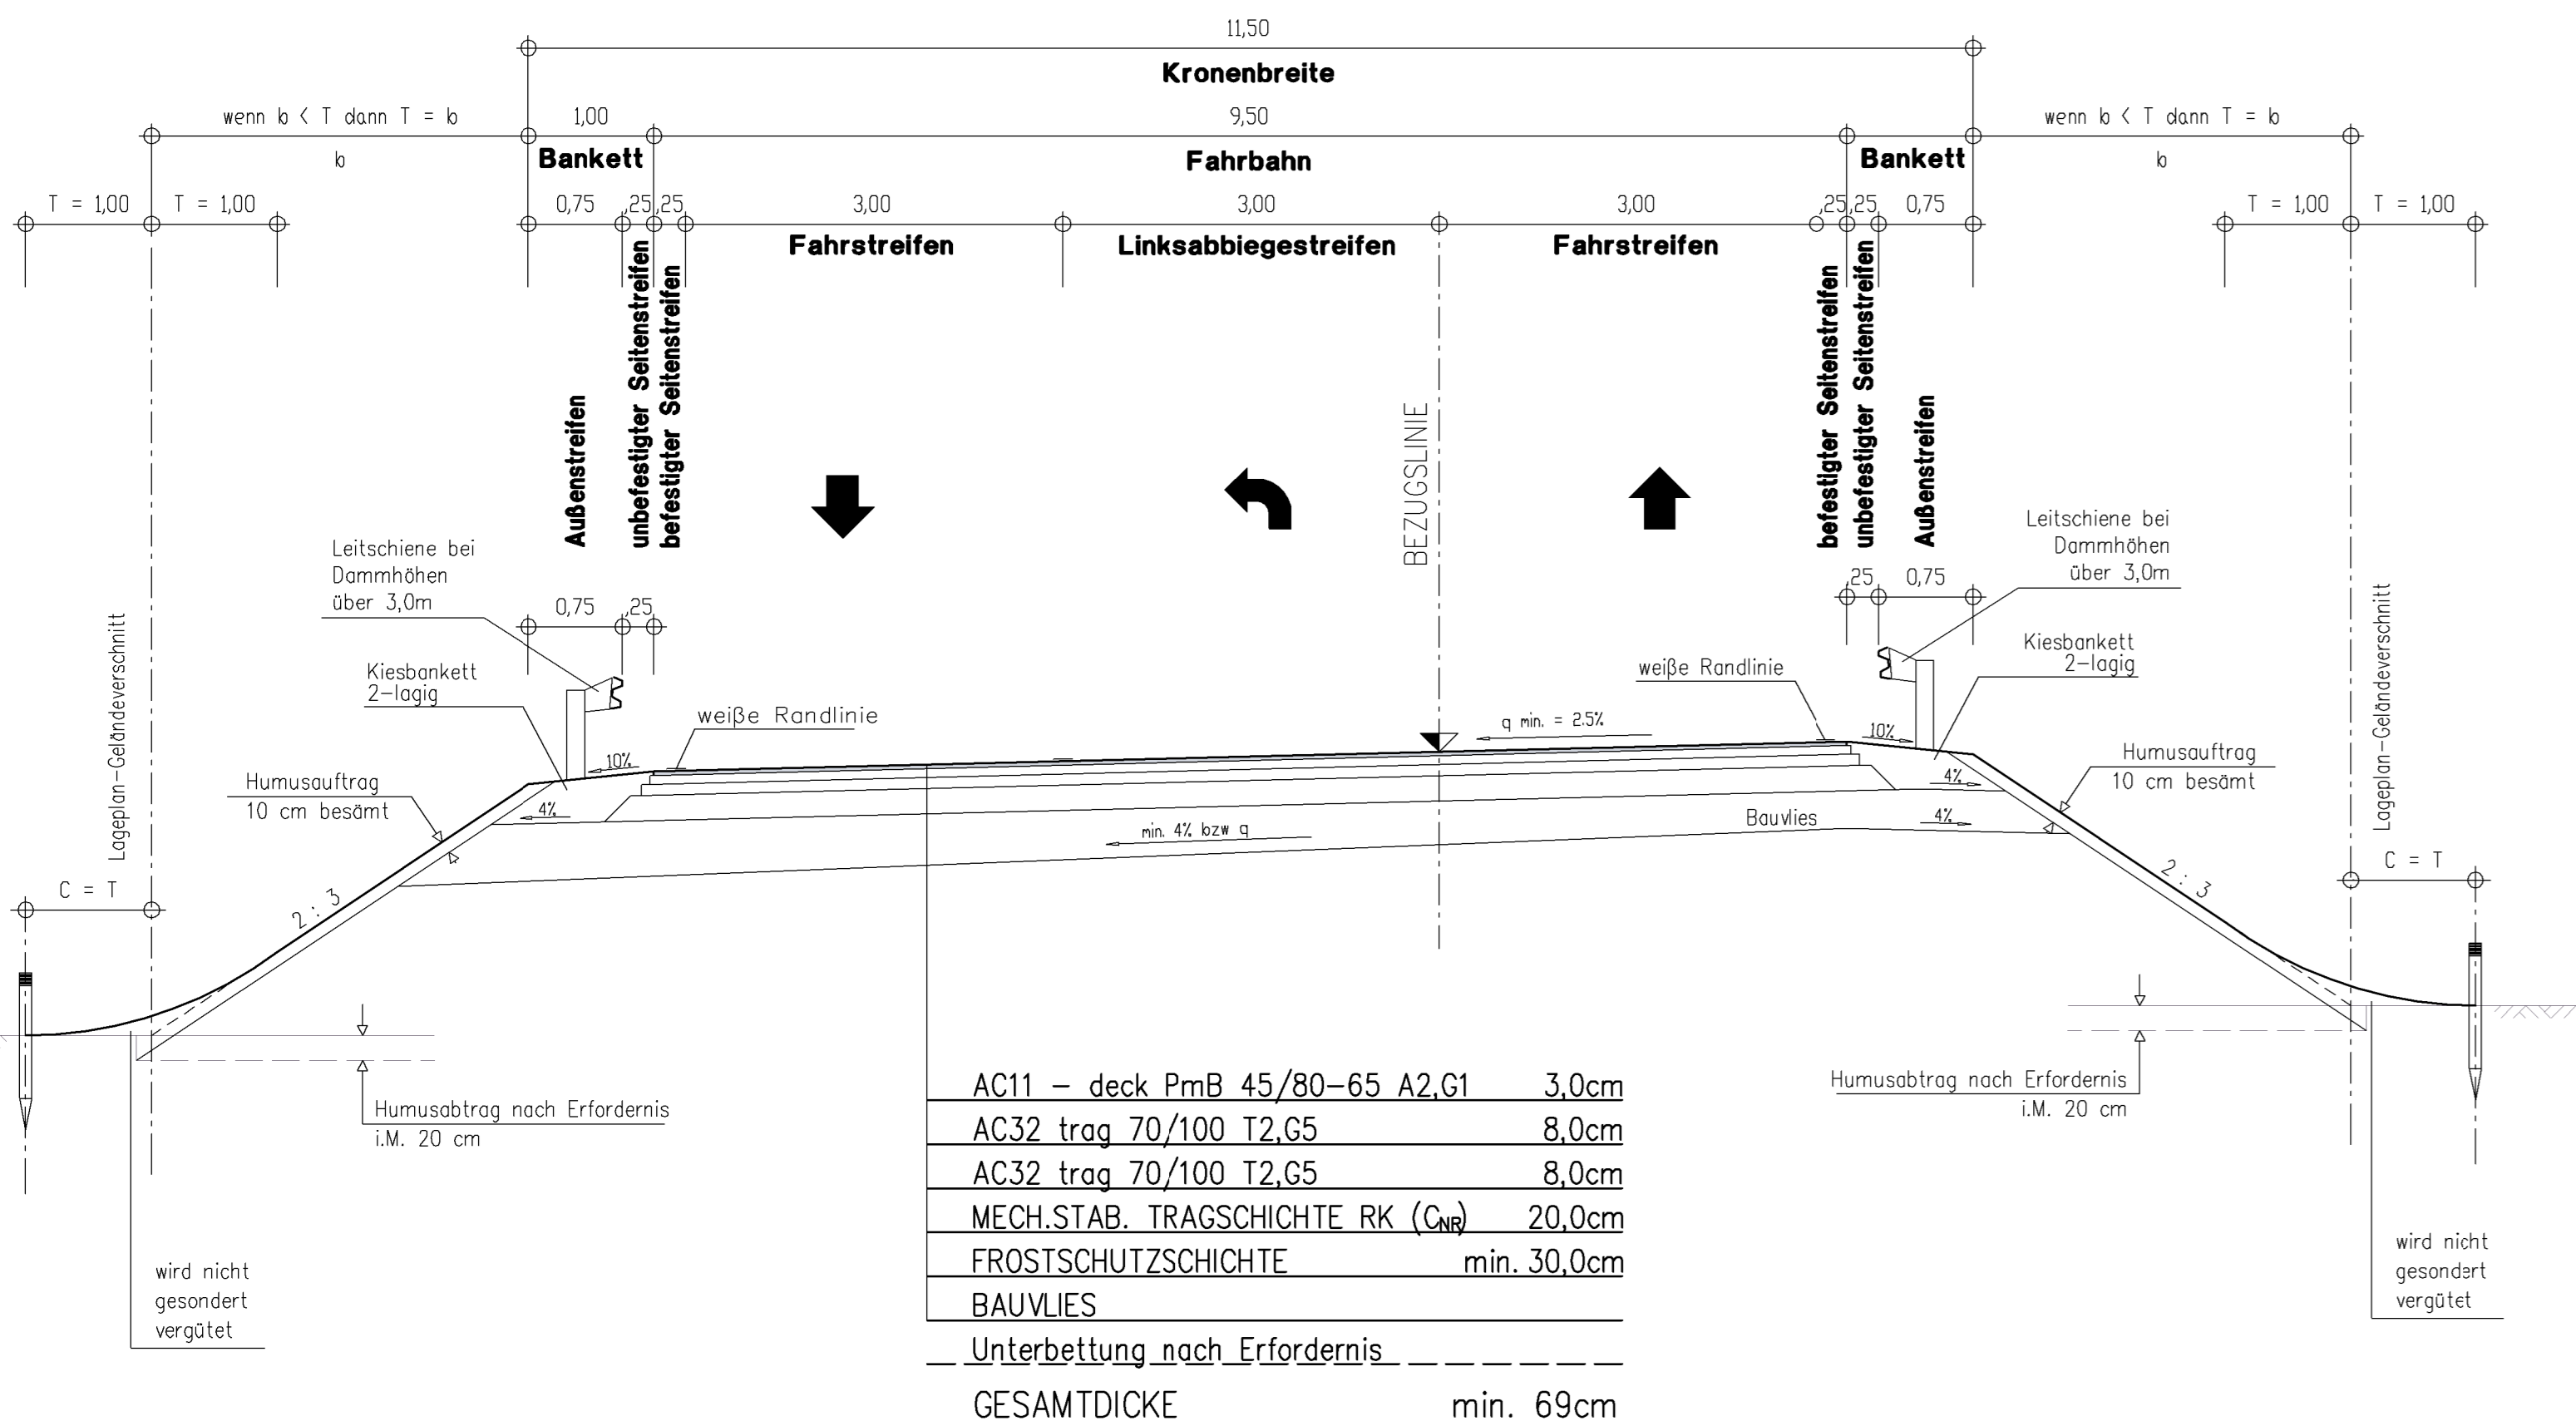 11,50
Kronenbreite
wenn b < T dann T = b
1,00
9,50
wenn b < T dann T = b
b
Bankett
Fahrbahn
Bankett
b
T = 1,00
T = 1,00
0,75
,25
,25
3,00
3,00
3,00
,25
,25
0,75
T = 1,00
T = 1,00
Fahrstreifen
Linksabbiegestreifen
Fahrstreifen
Außenstreifen
unbefestigter Seitenstreifen
befestigter Seitenstreifen
BEZUGSLINIE
befestigter Seitenstreifen
unbefestigter Seitenstreifen
Außenstreifen
Leitschiene bei
Dammhöhen
über 3,0m
Leitschiene bei
Dammhöhen
über 3,0m
0,75
,25
,25
0,75
Lageplan-Geländeverschnitt
Lageplan-Geländeverschnitt
Kiesbankett
2-lagig
Kiesbankett
2-lagig
weiße Randlinie
weiße Randlinie
q min. = 2.5%
10%
10%
Humusauftrag
10 cm besämt
Humusauftrag
10 cm besämt
4%
4%
min. 4% bzw q
Bauvlies
4%
C = T
2 : 3
2 : 3
C = T
Humusabtrag nach Erfordernis
i.M. 20 cm
Humusabtrag nach Erfordernis
i.M. 20 cm
wird nicht
gesondert
vergütet
wird nicht
gesondert
vergütet
AC11 - deck PmB 45/80-65 A2,G1 3,0cm
AC32 trag 70/100 T2,G5 8,0cm
AC32 trag 70/100 T2,G5 8,0cm
MECH.STAB. TRAGSCHICHTE RK (CNR) 20,0cm
FROSTSCHUTZSCHICHTE min. 30,0cm
BAUVLIES
Unterbettung nach Erfordernis
GESAMTDICKE min. 69cm